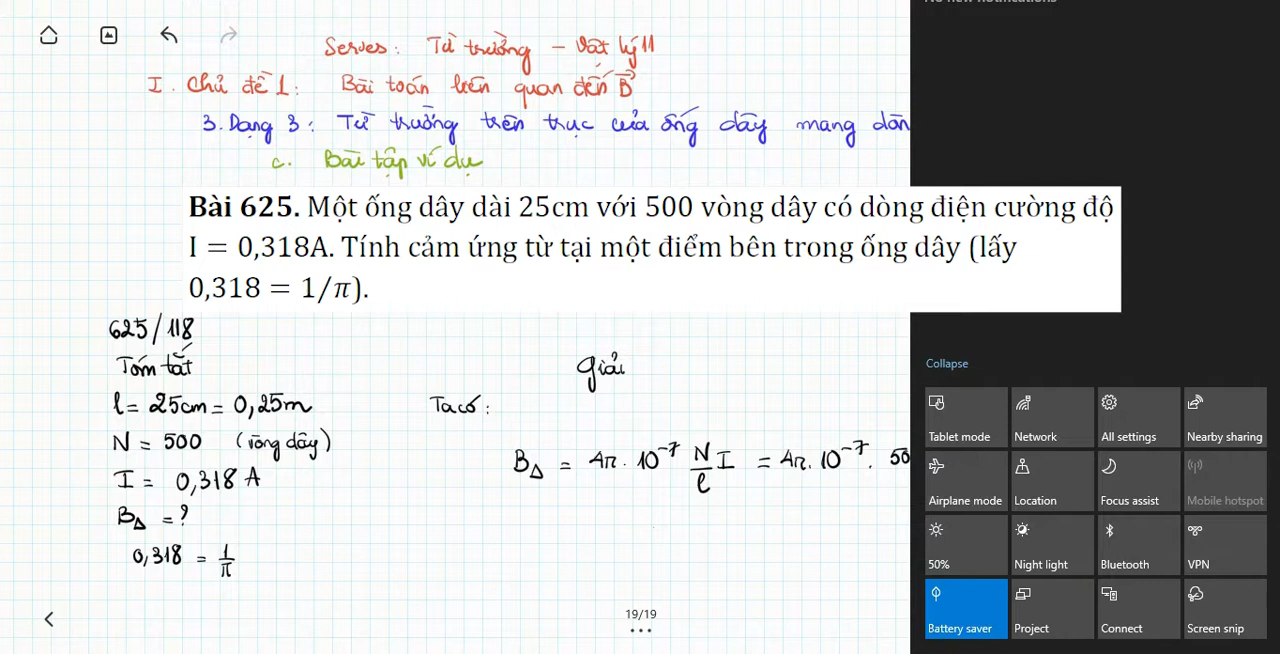 No new notifications
Series: Từ trường - Vật lý 11
I. Chủ đề 1: Bài toán liên quan đến B⃗
3. Dạng 3: Từ trường trên trục của ống dây mang dòn
c. Bài tập ví dụ
Bài 625. Một ống dây dài 25cm với 500 vòng dây có dòng điện cường độ
I = 0,318A. Tính cảm ứng từ tại một điểm bên trong ống dây (lấy
0,318 = 1/π).
625/118
Tóm tắt
Giải
l = 25cm = 0,25m
Ta có:
N = 500 (vòng dây)
B△ = 4π.10⁻⁷ N/l I = 4π.10⁻⁷. 50
I = 0,318 A
B△ = ?
0,318 = 1/π
19/19
Collapse
Tablet mode Network All settings Nearby sharing
Airplane mode Location Focus assist Mobile hotspot
50% Night light Bluetooth VPN
Battery saver Project Connect Screen snip